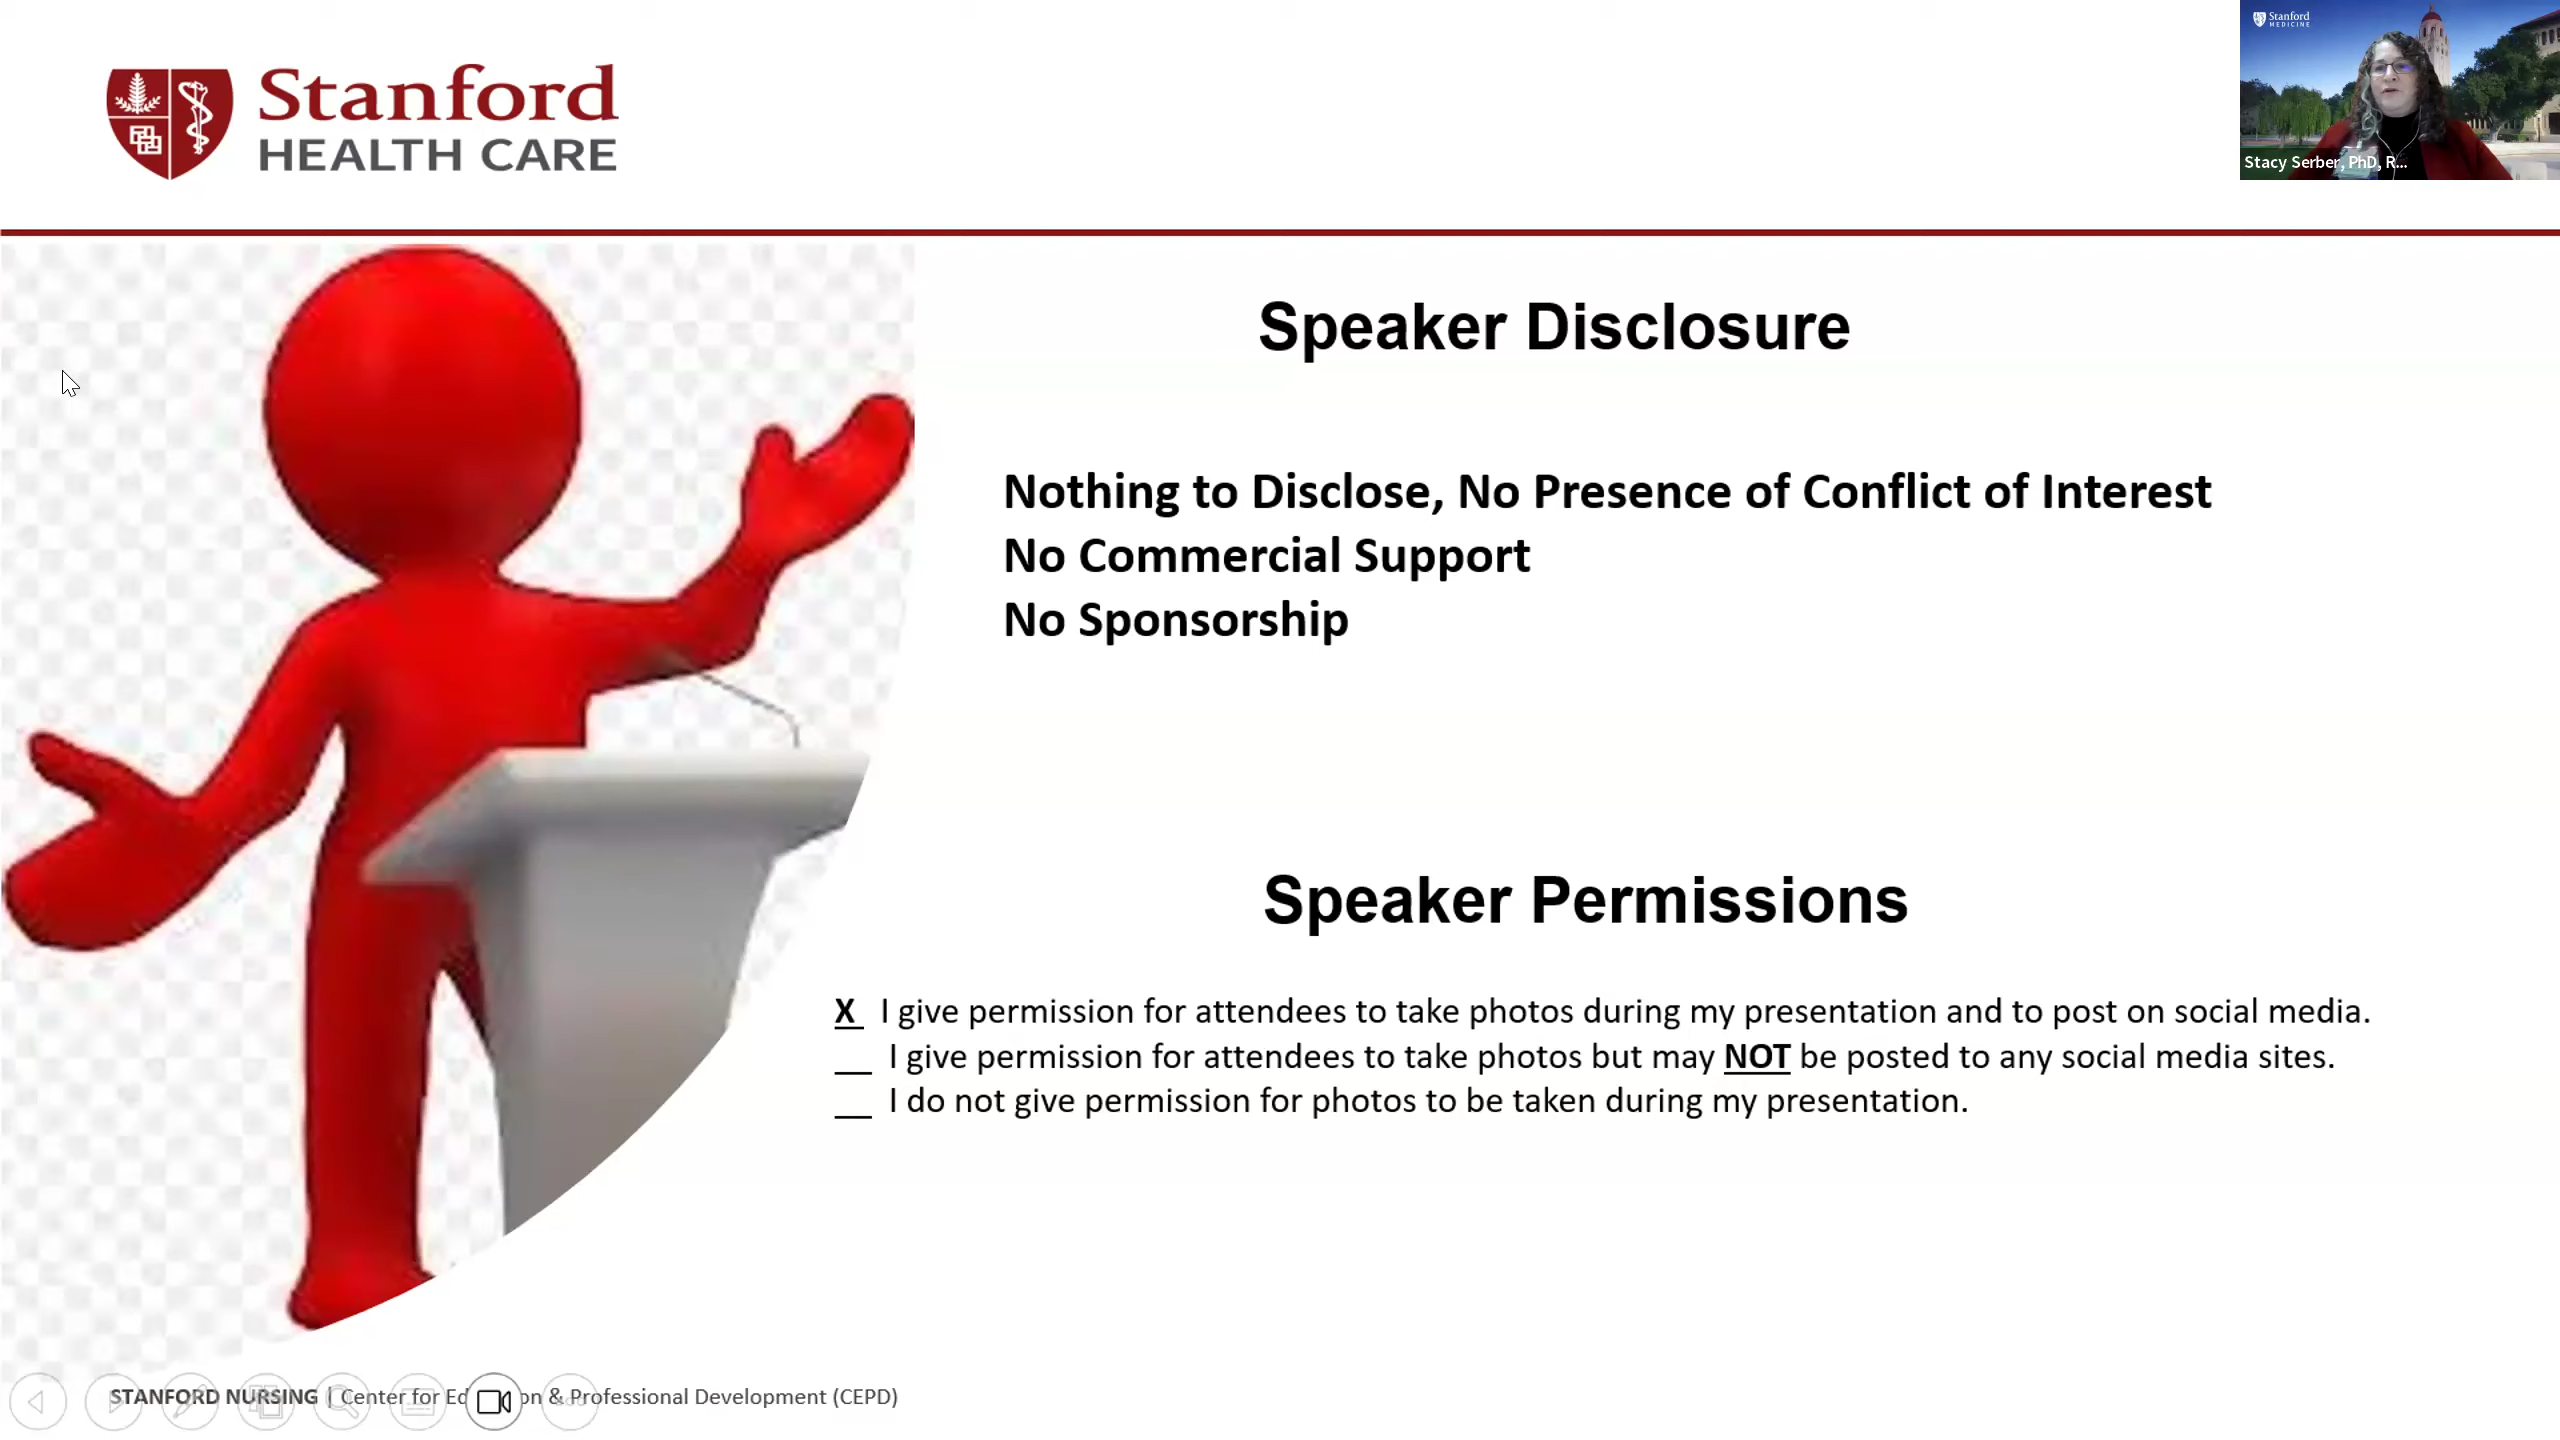 Stanford
HEALTH CARE
Stanford
MEDICINE
Stacy Serber, PhD, R...
Speaker Disclosure
Nothing to Disclose, No Presence of Conflict of Interest
No Commercial Support
No Sponsorship
Speaker Permissions
X I give permission for attendees to take photos during my presentation and to post on social media.
__ I give permission for attendees to take photos but may NOT be posted to any social media sites.
__ I do not give permission for photos to be taken during my presentation.
STANFORD NURSING | Center for Ed on & Professional Development (CEPD)